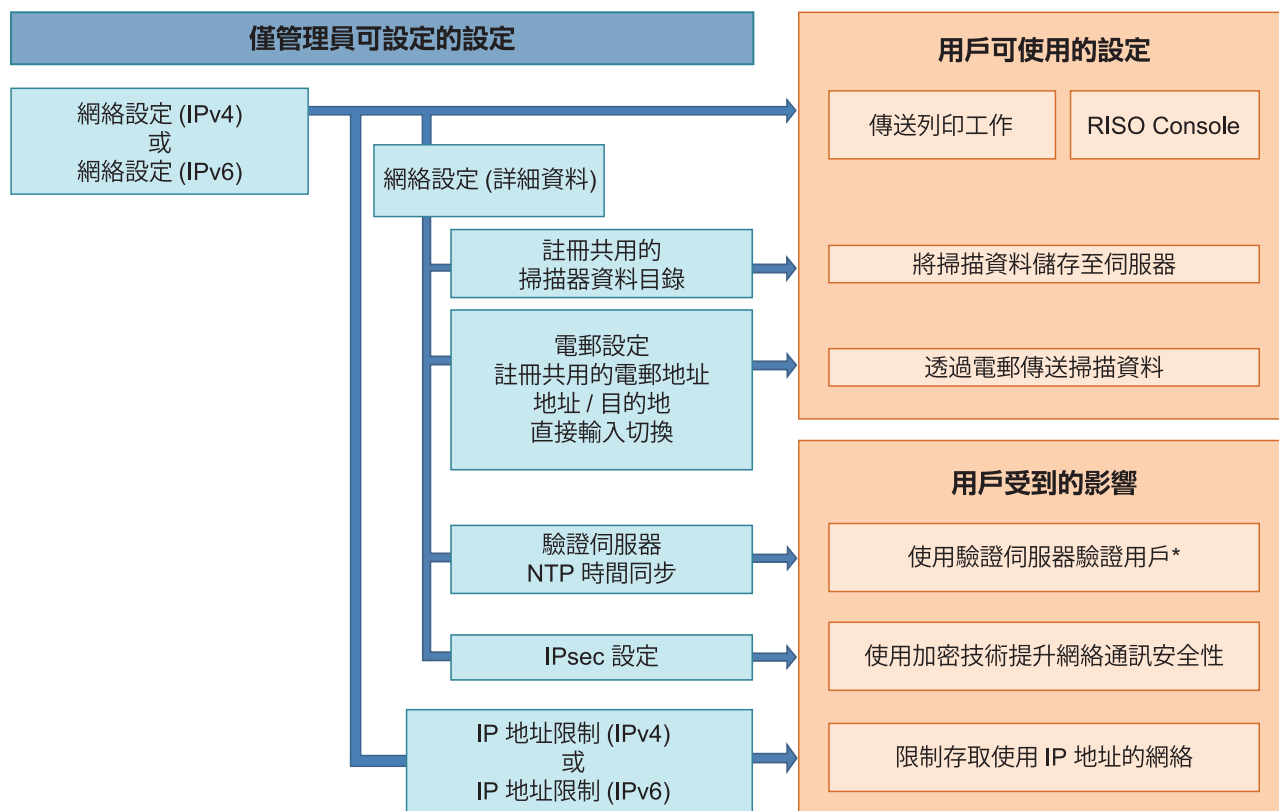 僅管理員可設定的設定
網絡設定 (IPv4)
或
網絡設定 (IPv6)
網絡設定 (詳細資料)
註冊共用的
掃描器資料目錄
電郵設定
註冊共用的電郵地址
地址 / 目的地
直接輸入切換
驗證伺服器
NTP 時間同步
IPsec 設定
IP 地址限制 (IPv4)
或
IP 地址限制 (IPv6)
用戶可使用的設定
傳送列印工作
RISO Console
將掃描資料儲存至伺服器
透過電郵傳送掃描資料
用戶受到的影響
使用驗證伺服器驗證用戶*
使用加密技術提升網絡通訊安全性
限制存取使用 IP 地址的網絡